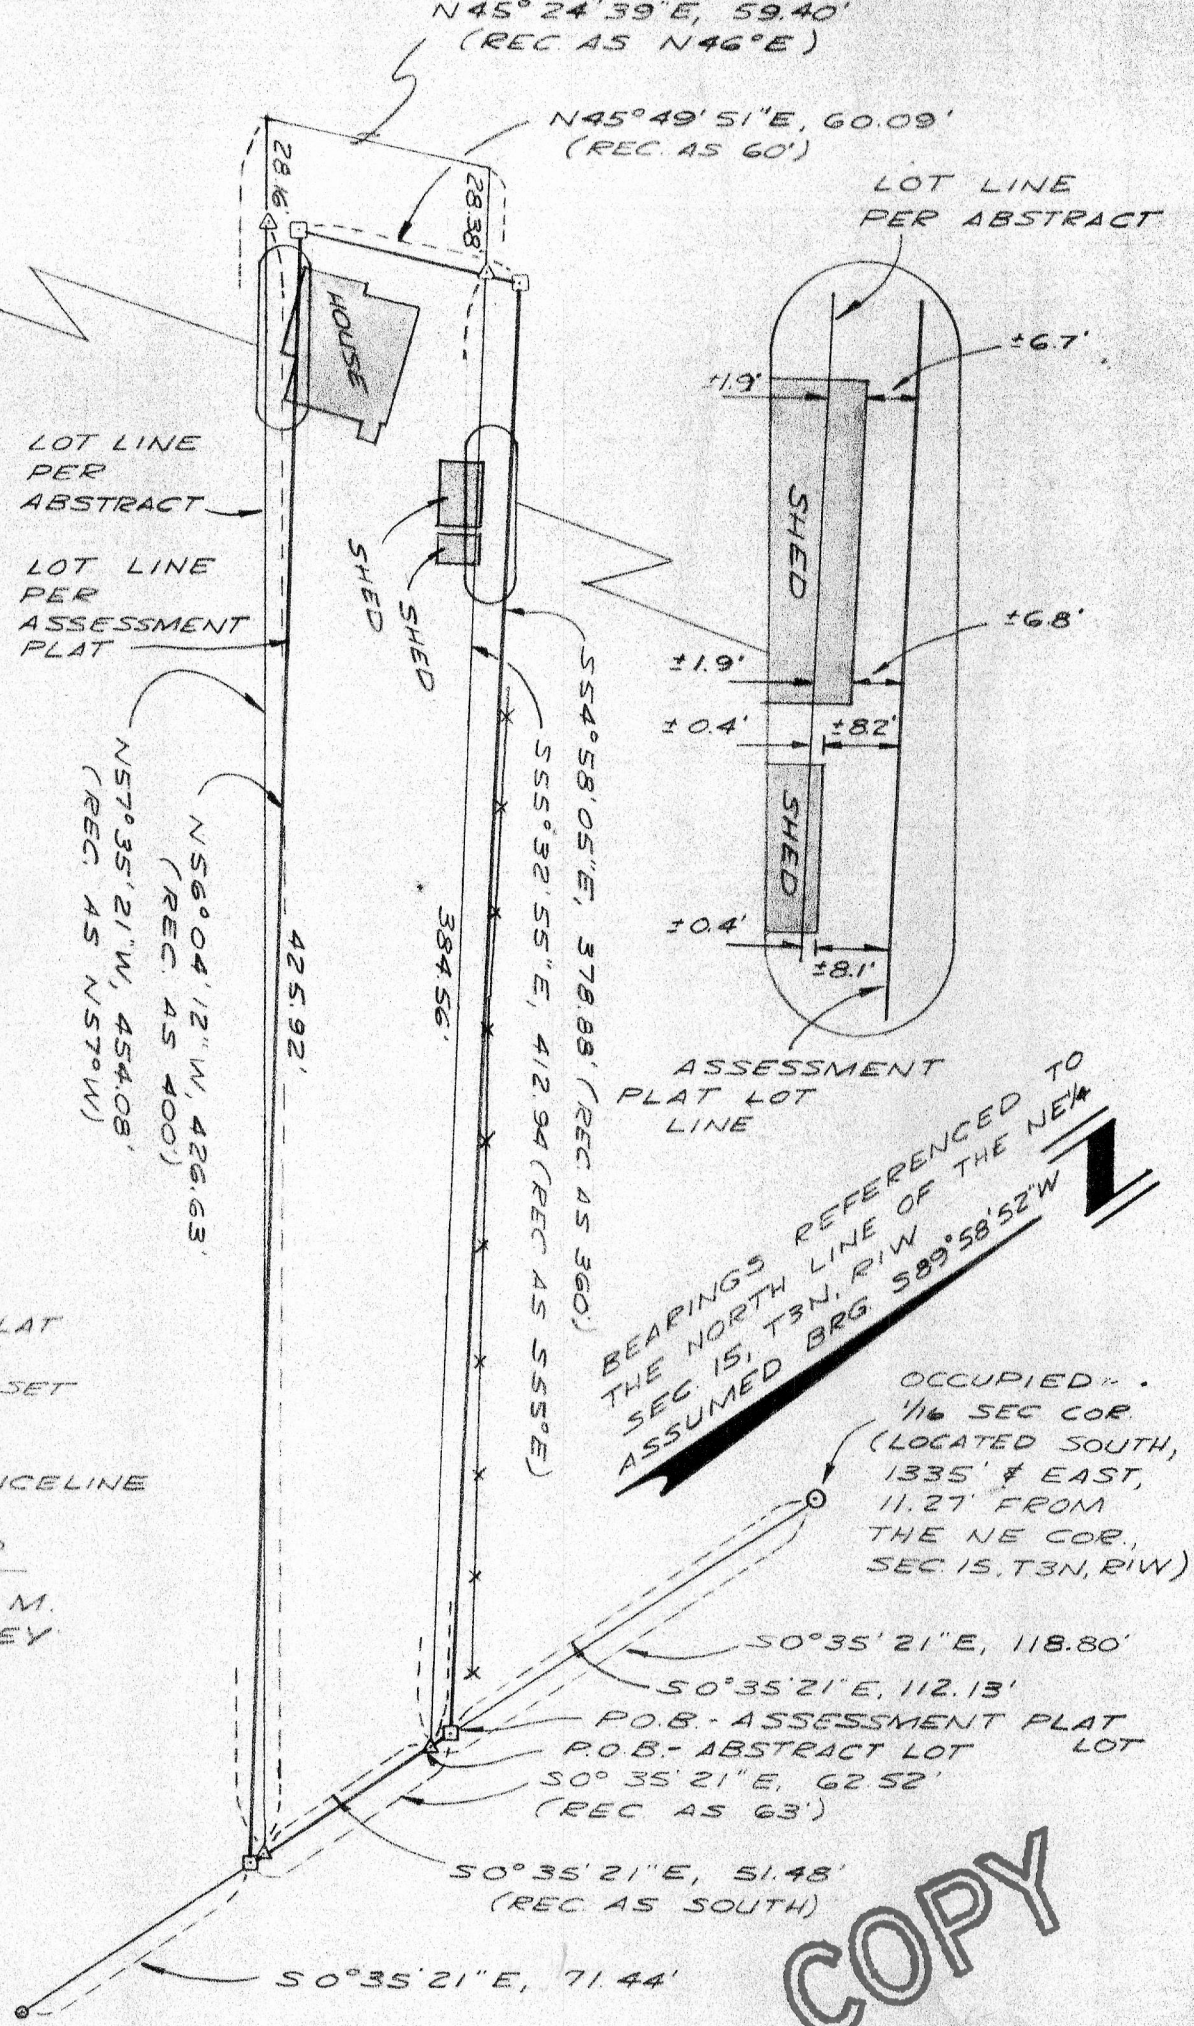 N45°24'39"E, 59.40'
(REC. AS N46°E)
N45°49'51"E, 60.09'
(REC. AS 60')
LOT LINE
PER ABSTRACT
28.16'
28.38'
HOUSE
±6.7'
±1.9'
SHED
±6.8'
±1.9'
±0.4'
±8.2'
SHED
±0.4'
±8.1'
ASSESSMENT
PLAT LOT
LINE
LOT LINE
PER
ABSTRACT
LOT LINE
PER
ASSESSMENT
PLAT
SHED
SHED
S54°58'05"E, 378.88' (REC AS 360')
S55°32'55"E, 412.94 (REC AS S55°E)
384.56'
425.92'
N56°04'12"W, 426.63'
(REC. AS 400')
N57°35'21"W, 454.08'
(REC. AS N57°W)
BEARINGS REFERENCED TO
THE NORTH LINE OF THE NE¼
SEC. 15, T3N, R1W
ASSUMED BRG. S89°58'52"W
N
LAT
SET
NCELINE
M.
EY
OCCUPIED
1/16 SEC COR.
(LOCATED SOUTH,
1335' & EAST,
11.27' FROM
THE NE COR.,
SEC. 15, T3N, R1W)
S0°35'21"E, 118.80'
S0°35'21"E, 112.13'
P.O.B. - ASSESSMENT PLAT
LOT
P.O.B. - ABSTRACT LOT
S0°35'21"E, 62.52'
(REC AS 63')
S0°35'21"E, 51.48'
(REC. AS SOUTH)
S0°35'21"E, 71.44'
COPY